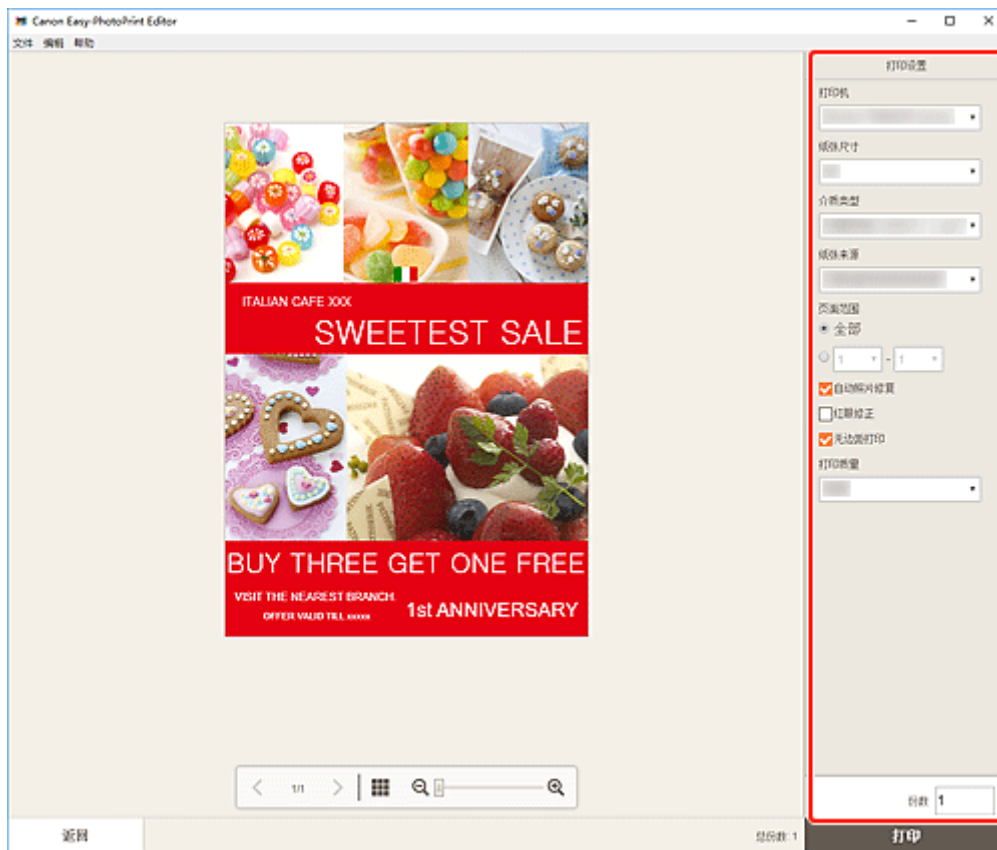 Canon Easy-PhotoPrint Editor
文件 编辑 帮助
打印设置
打印机
纸张尺寸
介质类型
纸张来源
页面范围
全部
1 - 1
自动照片修复
红眼修正
无边距打印
打印质量
ITALIAN CAFE XXX
SWEETEST SALE
BUY THREE GET ONE FREE
VISIT THE NEAREST BRANCH.
OFFER VALID TILL xxxxx
1st ANNIVERSARY
1/1
份数 1
返回
总份数: 1
打印